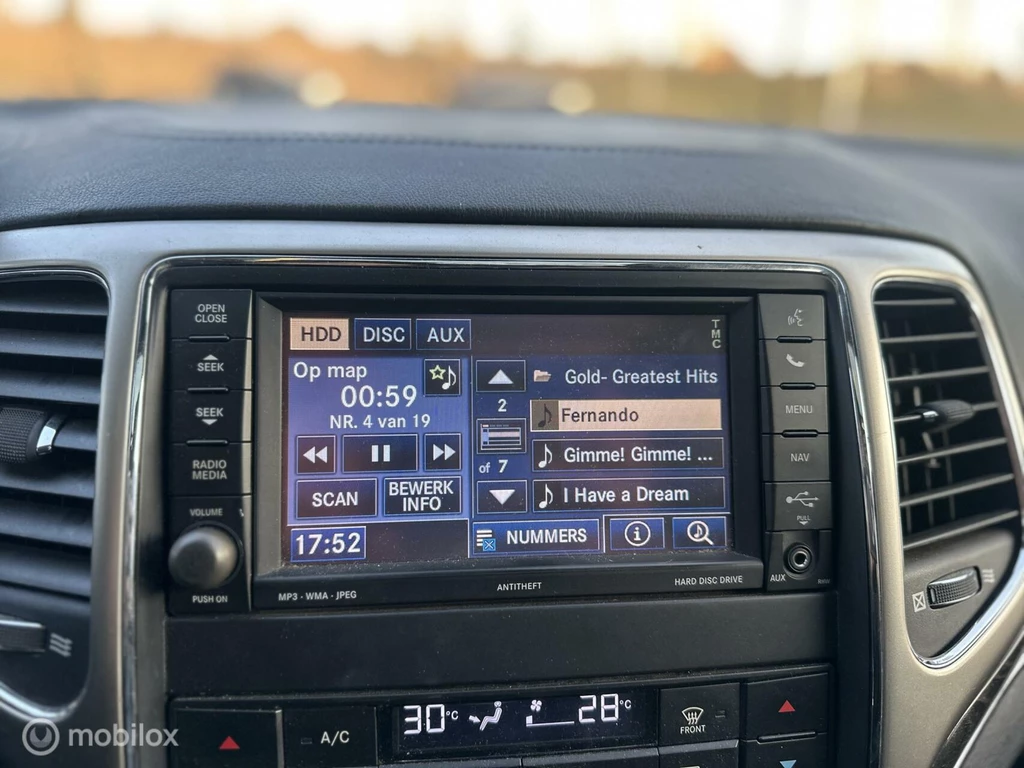 OPEN
CLOSE
SEEK
SEEK
RADIO
MEDIA
VOLUME
PUSH ON
HDD DISC AUX
TMC
Op map
00:59
NR. 4 van 19
SCAN
BEWERK
INFO
17:52
2
of 7
Gold- Greatest Hits
Fernando
Gimme! Gimme! ...
I Have a Dream
NUMMERS
MENU
NAV
PULL
AUX
MP3 - WMA - JPEG
ANTITHEFT
HARD DISC DRIVE
A/C
30°C
28°C
FRONT
mobilox